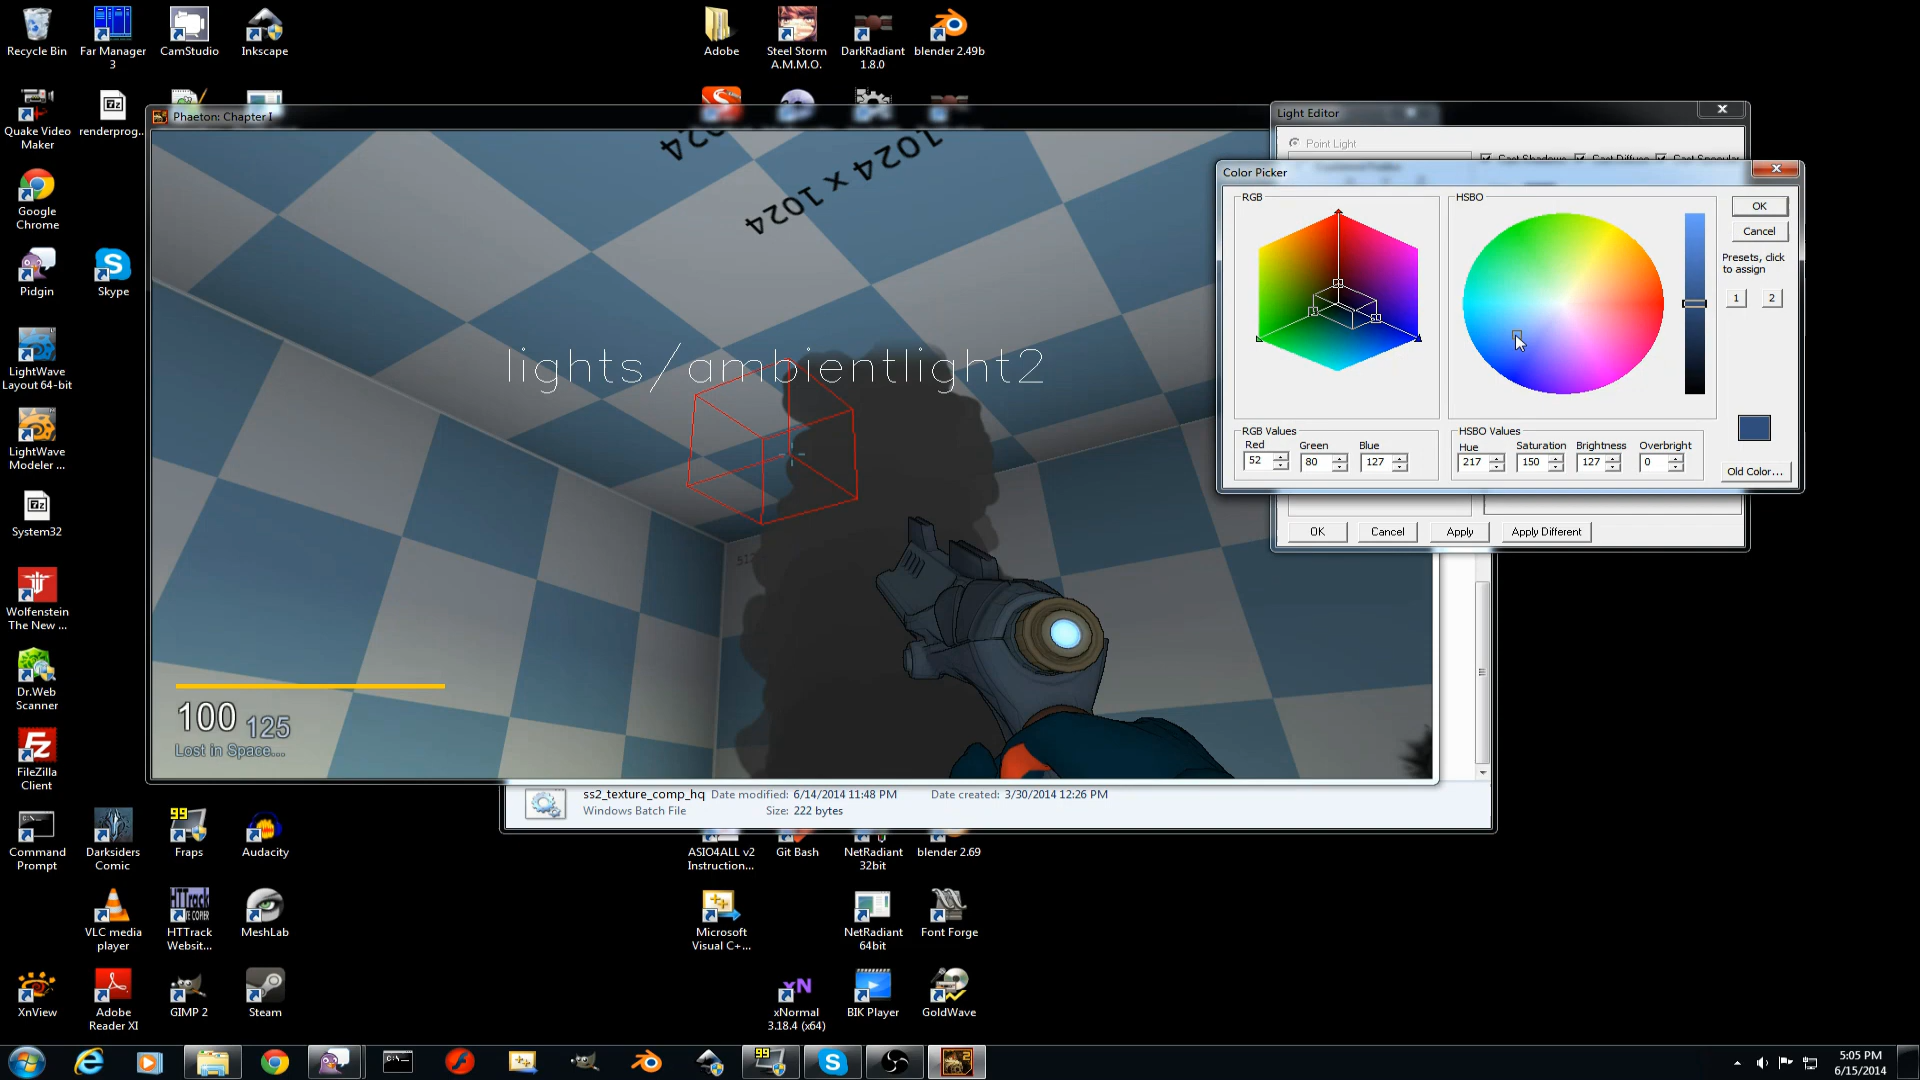 Recycle Bin
Far Manager
3
CamStudio
Inkscape
Adobe
Steel Storm
A.M.M.O.
DarkRadiant
1.8.0
blender 2.49b
Quake Video
Maker
renderprog...
Google
Chrome
Pidgin
Skype
LightWave
Layout 64-bit
LightWave
Modeler ...
System32
Wolfenstein
The New ...
Dr.Web
Scanner
FileZilla
Client
Command
Prompt
Darksiders
Comic
Fraps
Audacity
VLC media
player
HTTrack
Websit...
MeshLab
XnView
Adobe
Reader XI
GIMP 2
Steam
Phaeton: Chapter I
1024
1024 x 1024
lights/ambientlight2
100 125
Lost in Space....
Light Editor
Point Light
Cast Shadows
Cast Diffuse
Cast Specular
Color Picker
RGB
HSBO
OK
Cancel
Presets, click
to assign
1
2
RGB Values
Red
Green
Blue
52
80
127
HSBO Values
Hue
Saturation
Brightness
Overbright
217
150
127
0
Old Color...
OK
Cancel
Apply
Apply Different
ss2_texture_comp_hq
Date modified: 6/14/2014 11:48 PM
Date created: 3/30/2014 12:26 PM
Windows Batch File
Size: 222 bytes
ASIO4ALL v2
Instruction...
Git Bash
NetRadiant
32bit
blender 2.69
Microsoft
Visual C+...
NetRadiant
64bit
Font Forge
xN
xNormal
3.18.4 (x64)
BIK Player
GoldWave
99
5:05 PM
6/15/2014